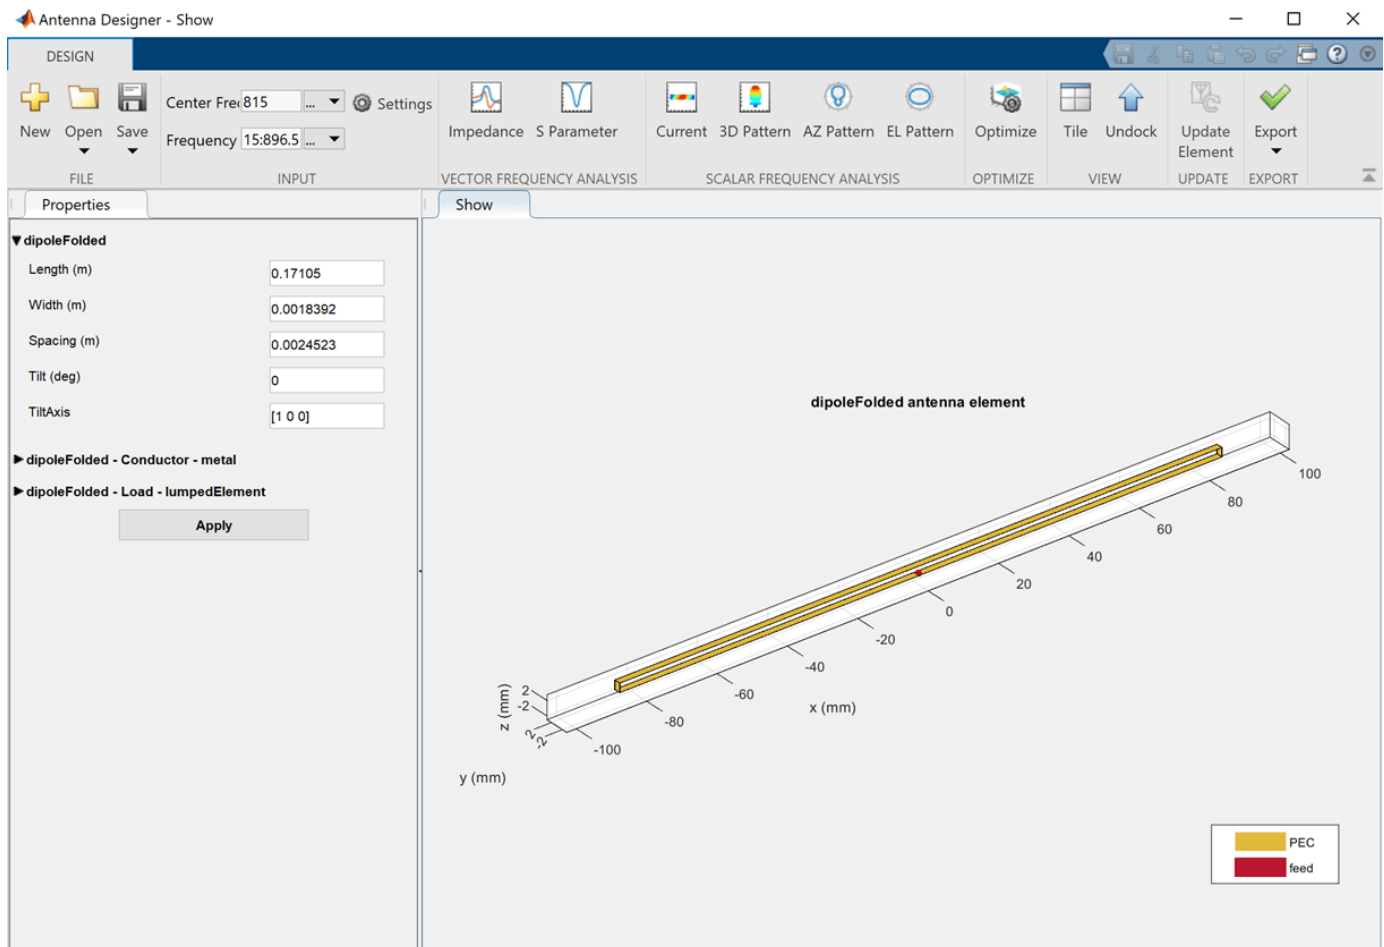 Antenna Designer - Show
DESIGN
New
Open
Save
FILE
Center Fre
815
...
Settings
Frequency
15:896.5
...
INPUT
Impedance
S Parameter
VECTOR FREQUENCY ANALYSIS
Current
3D Pattern
AZ Pattern
EL Pattern
SCALAR FREQUENCY ANALYSIS
Optimize
OPTIMIZE
Tile
Undock
VIEW
Update
Element
UPDATE
Export
EXPORT
Properties
Show
dipoleFolded
Length (m)
0.17105
Width (m)
0.0018392
Spacing (m)
0.0024523
Tilt (deg)
0
TiltAxis
[1 0 0]
dipoleFolded - Conductor - metal
dipoleFolded - Load - lumpedElement
Apply
dipoleFolded antenna element
100
80
60
40
20
0
-20
-40
-60
-80
-100
x (mm)
2
-2
z (mm)
2
-2
y (mm)
PEC
feed